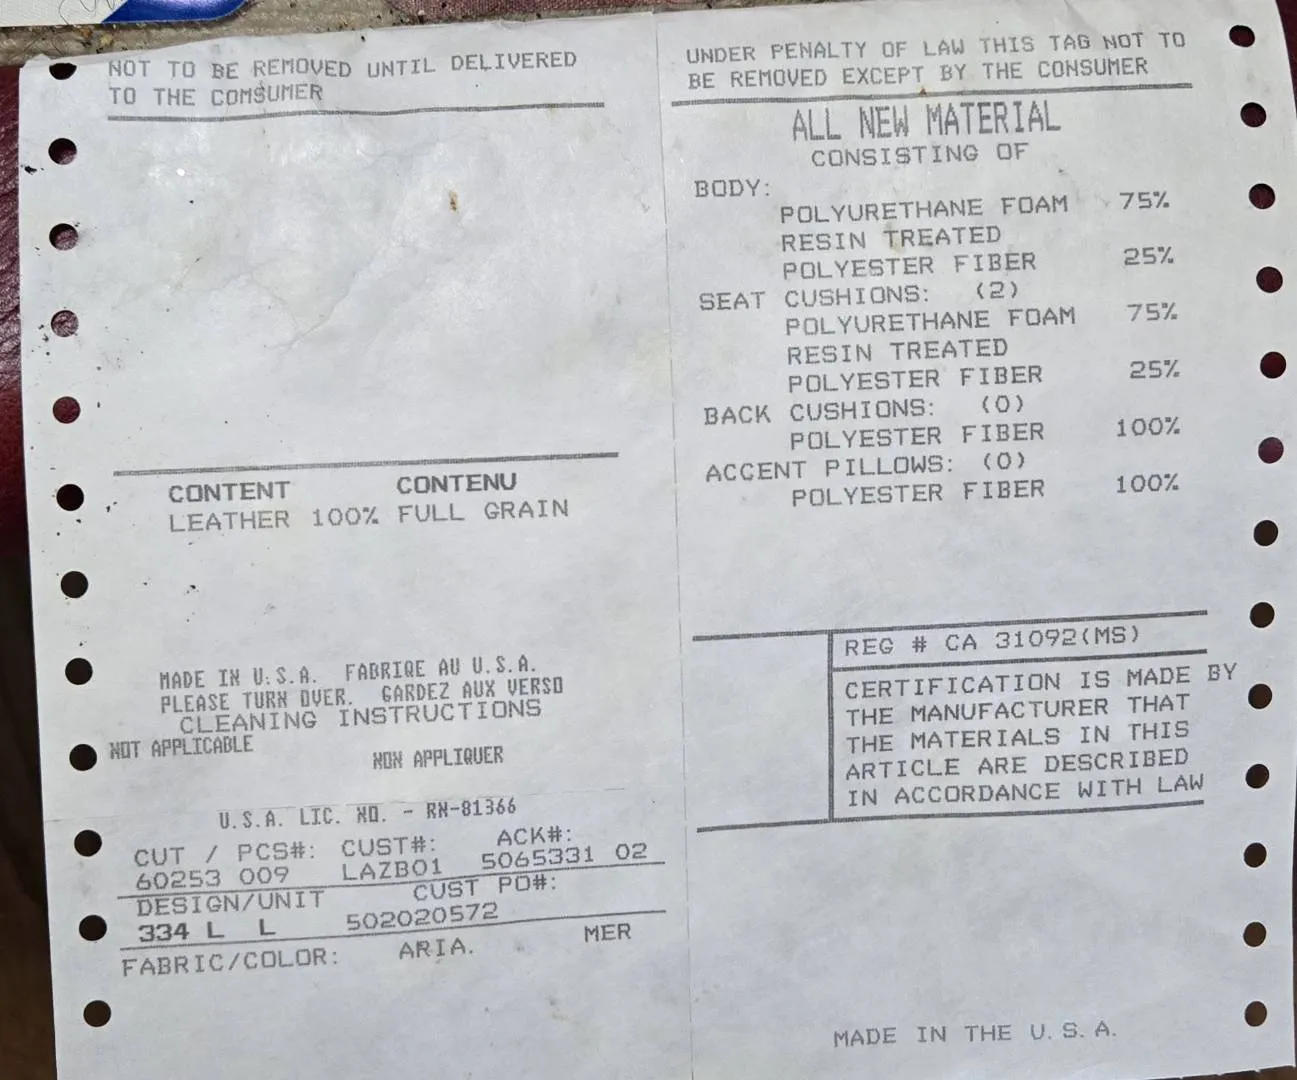 NOT TO BE REMOVED UNTIL DELIVERED
TO THE COMSUMER
CONTENT CONTENU
LEATHER 100% FULL GRAIN
MADE IN U.S.A. FABRIQE AU U.S.A.
PLEASE TURN OVER. GARDEZ AUX VERSO
CLEANING INSTRUCTIONS
NOT APPLICABLE NON APPLIQUER
U.S.A. LIC. NO. - RN-81366
CUT / PCS#: CUST#: ACK#:
60253 009 LAZB01 5065331 02
DESIGN/UNIT CUST PO#:
334 L L 502020572
FABRIC/COLOR: ARIA. MER
UNDER PENALTY OF LAW THIS TAG NOT TO
BE REMOVED EXCEPT BY THE CONSUMER
ALL NEW MATERIAL
CONSISTING OF
BODY:
POLYURETHANE FOAM 75%
RESIN TREATED
POLYESTER FIBER 25%
SEAT CUSHIONS: (2)
POLYURETHANE FOAM 75%
RESIN TREATED
POLYESTER FIBER 25%
BACK CUSHIONS: (0)
POLYESTER FIBER 100%
ACCENT PILLOWS: (0)
POLYESTER FIBER 100%
REG # CA 31092(MS)
CERTIFICATION IS MADE BY
THE MANUFACTURER THAT
THE MATERIALS IN THIS
ARTICLE ARE DESCRIBED
IN ACCORDANCE WITH LAW
MADE IN THE U.S.A.